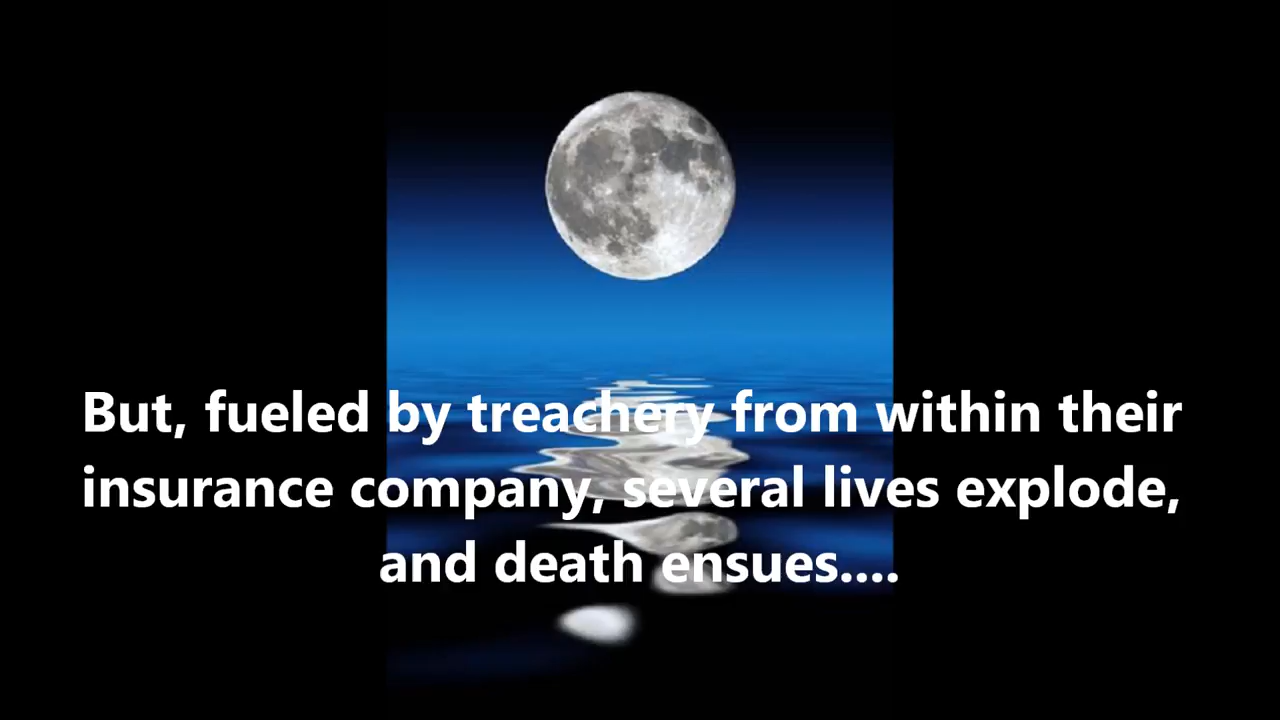 But, fueled by treachery from within their
insurance company, several lives explode,
and death ensues....